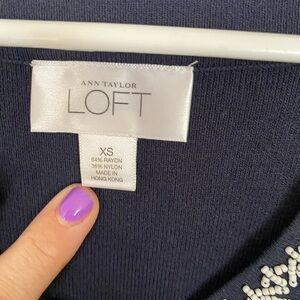 ANN TAYLOR
LOFT
XS
64% RAYON
36% NYLON
MADE IN
HONG KONG